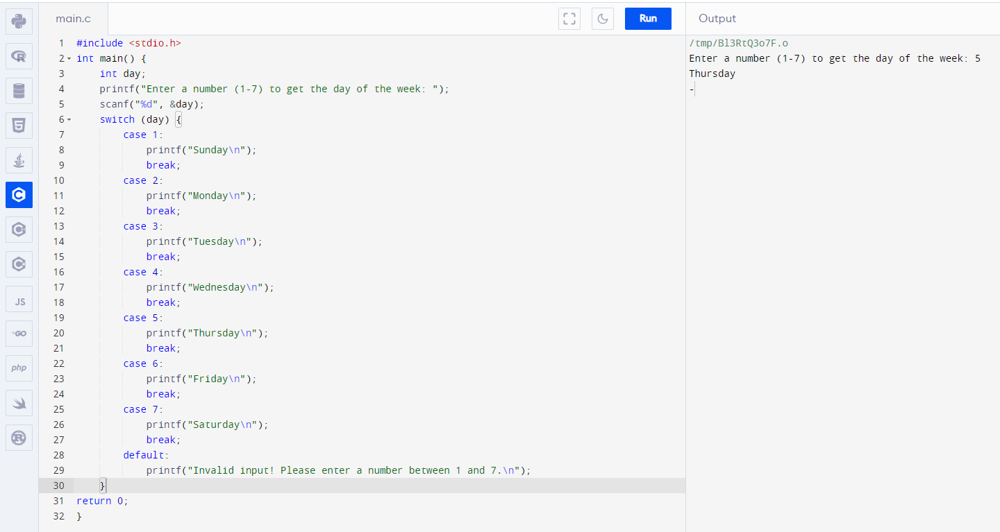 main.c
Run
Output
1 #include <stdio.h>
2 int main() {
3     int day;
4     printf("Enter a number (1-7) to get the day of the week: ");
5     scanf("%d", &day);
6     switch (day) {
7         case 1:
8             printf("Sunday\n");
9             break;
10         case 2:
11             printf("Monday\n");
12             break;
13         case 3:
14             printf("Tuesday\n");
15             break;
16         case 4:
17             printf("Wednesday\n");
18             break;
19         case 5:
20             printf("Thursday\n");
21             break;
22         case 6:
23             printf("Friday\n");
24             break;
25         case 7:
26             printf("Saturday\n");
27             break;
28         default:
29             printf("Invalid input! Please enter a number between 1 and 7.\n");
30     }
31 return 0;
32 }
/tmp/Bl3RtQ3o7F.o
Enter a number (1-7) to get the day of the week: 5
Thursday
-
R
5
C
C
C
JS
GO
php
R